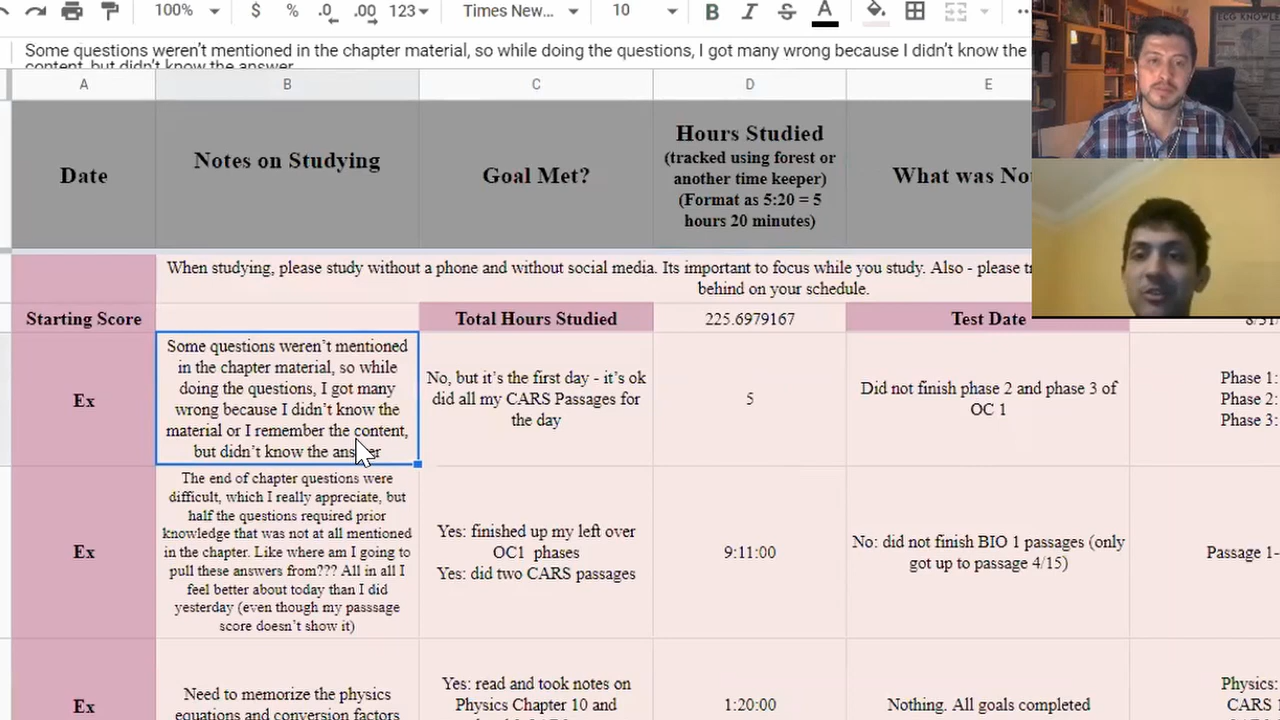 100% $ % .0 .00 123 Times New... 10 B I S A
ECG KNOWL
Some questions weren't mentioned in the chapter material, so while doing the questions, I got many wrong because I didn't know the
content, but didn't know the answer
A B C D E
Date
Notes on Studying
Goal Met?
Hours Studied
(tracked using forest or
another time keeper)
(Format as 5:20 = 5
hours 20 minutes)
What was No
When studying, please study without a phone and without social media. Its important to focus while you study. Also - please
behind on your schedule.
Starting Score
Total Hours Studied
225.6979167
Test Date
Ex
Some questions weren't mentioned
in the chapter material, so while
doing the questions, I got many
wrong because I didn't know the
material or I remember the content,
but didn't know the answer
No, but it's the first day - it's ok
did all my CARS Passages for
the day
5
Did not finish phase 2 and phase 3 of
OC 1
Phase 1:
Phase 2:
Phase 3:
Ex
The end of chapter questions were
difficult, which I really appreciate, but
half the questions required prior
knowledge that was not at all mentioned
in the chapter. Like where am I going to
pull these answers from??? All in all I
feel better about today than I did
yesterday (even though my passsage
score doesn't show it)
Yes: finished up my left over
OC1 phases
Yes: did two CARS passages
9:11:00
No: did not finish BIO 1 passages (only
got up to passage 4/15)
Passage 1-
Ex
Need to memorize the physics
equations and conversion factors
Yes: read and took notes on
Physics Chapter 10 and
1:20:00
Nothing. All goals completed
Physics:
CARS